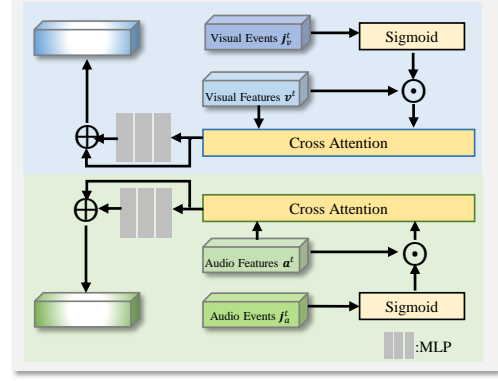 Visual Events j_v^t
Sigmoid
Visual Features v^t
Cross Attention
Cross Attention
Audio Features a^t
Audio Events j_a^t
Sigmoid
:MLP